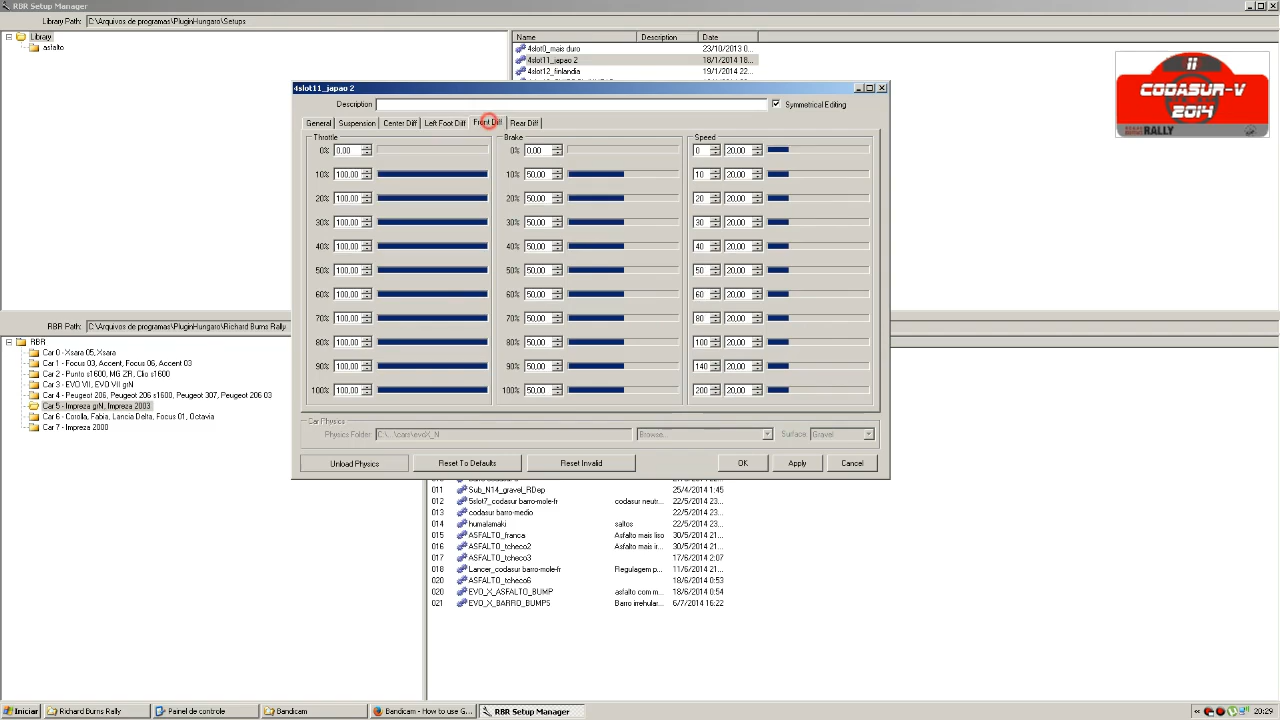 RBR Setup Manager
Library Path: C:\Arquivos de programas\PluginHungaro\Setups
Library
asfalto
Name Description Date
4slot0_mais duro 23/10/2013 0...
4slot11_japao 2 18/1/2014 18...
4slot12_finlandia 19/1/2014 22...
II
CODASUR-V
2014
RALLY
4slot11_japao 2
Description Symmetrical Editing
General Suspension Center Diff Left Foot Diff Front Diff Rear Diff
Throttle Brake Speed
0% 0,00 0% 0,00 0 20,00
10% 100,00 10% 50,00 10 20,00
20% 100,00 20% 50,00 20 20,00
30% 100,00 30% 50,00 30 20,00
40% 100,00 40% 50,00 40 20,00
50% 100,00 50% 50,00 50 20,00
60% 100,00 60% 50,00 60 20,00
70% 100,00 70% 50,00 80 20,00
80% 100,00 80% 50,00 100 20,00
90% 100,00 90% 50,00 140 20,00
100% 100,00 100% 50,00 200 20,00
Car Physics
Physics Folder C:\...\cars\evoX_N Browse... Surface Gravel
Unload Physics Reset To Defaults Reset Invalid OK Apply Cancel
RBR Path: C:\Arquivos de programas\PluginHungaro\Richard Burns Rally
RBR
Car 0 - Xsara 05, Xsara
Car 1 - Focus 03, Accent, Focus 06, Accent 03
Car 2 - Punto s1600, MG ZR, Clio s1600
Car 3 - EVO VII, EVO VII grN
Car 4 - Peugeot 206, Peugeot 206 s1600, Peugeot 307, Peugeot 206 03
Car 5 - Impreza grN, Impreza 2003
Car 6 - Corolla, Fabia, Lancia Delta, Focus 01, Octavia
Car 7 - Impreza 2000
011 Sub_N14_gravel_RDep 25/4/2014 1:45
012 5slot7_codasur barro-mole-fr codasur neutr... 22/5/2014 23...
013 codasur barro-medio 22/5/2014 23...
014 humalamaki saltos 22/5/2014 23...
015 ASFALTO_franca Asfalto mais liso 30/5/2014 21...
016 ASFALTO_tcheco2 Asfalto mais ir... 30/5/2014 21...
017 ASFALTO_tcheco3 17/6/2014 2:07
018 Lancer_codasur barro-mole-fr Regulagem p... 11/6/2014 21...
020 ASFALTO_tcheco6 18/6/2014 0:53
020 EVO_X_ASFALTO_BUMP asfalto com m... 18/6/2014 0:54
021 EVO_X_BARRO_BUMPS Barro irrehular... 6/7/2014 16:22
Iniciar Richard Burns Rally Painel de controle Bandicam Bandicam - How to use G... RBR Setup Manager « 20:29